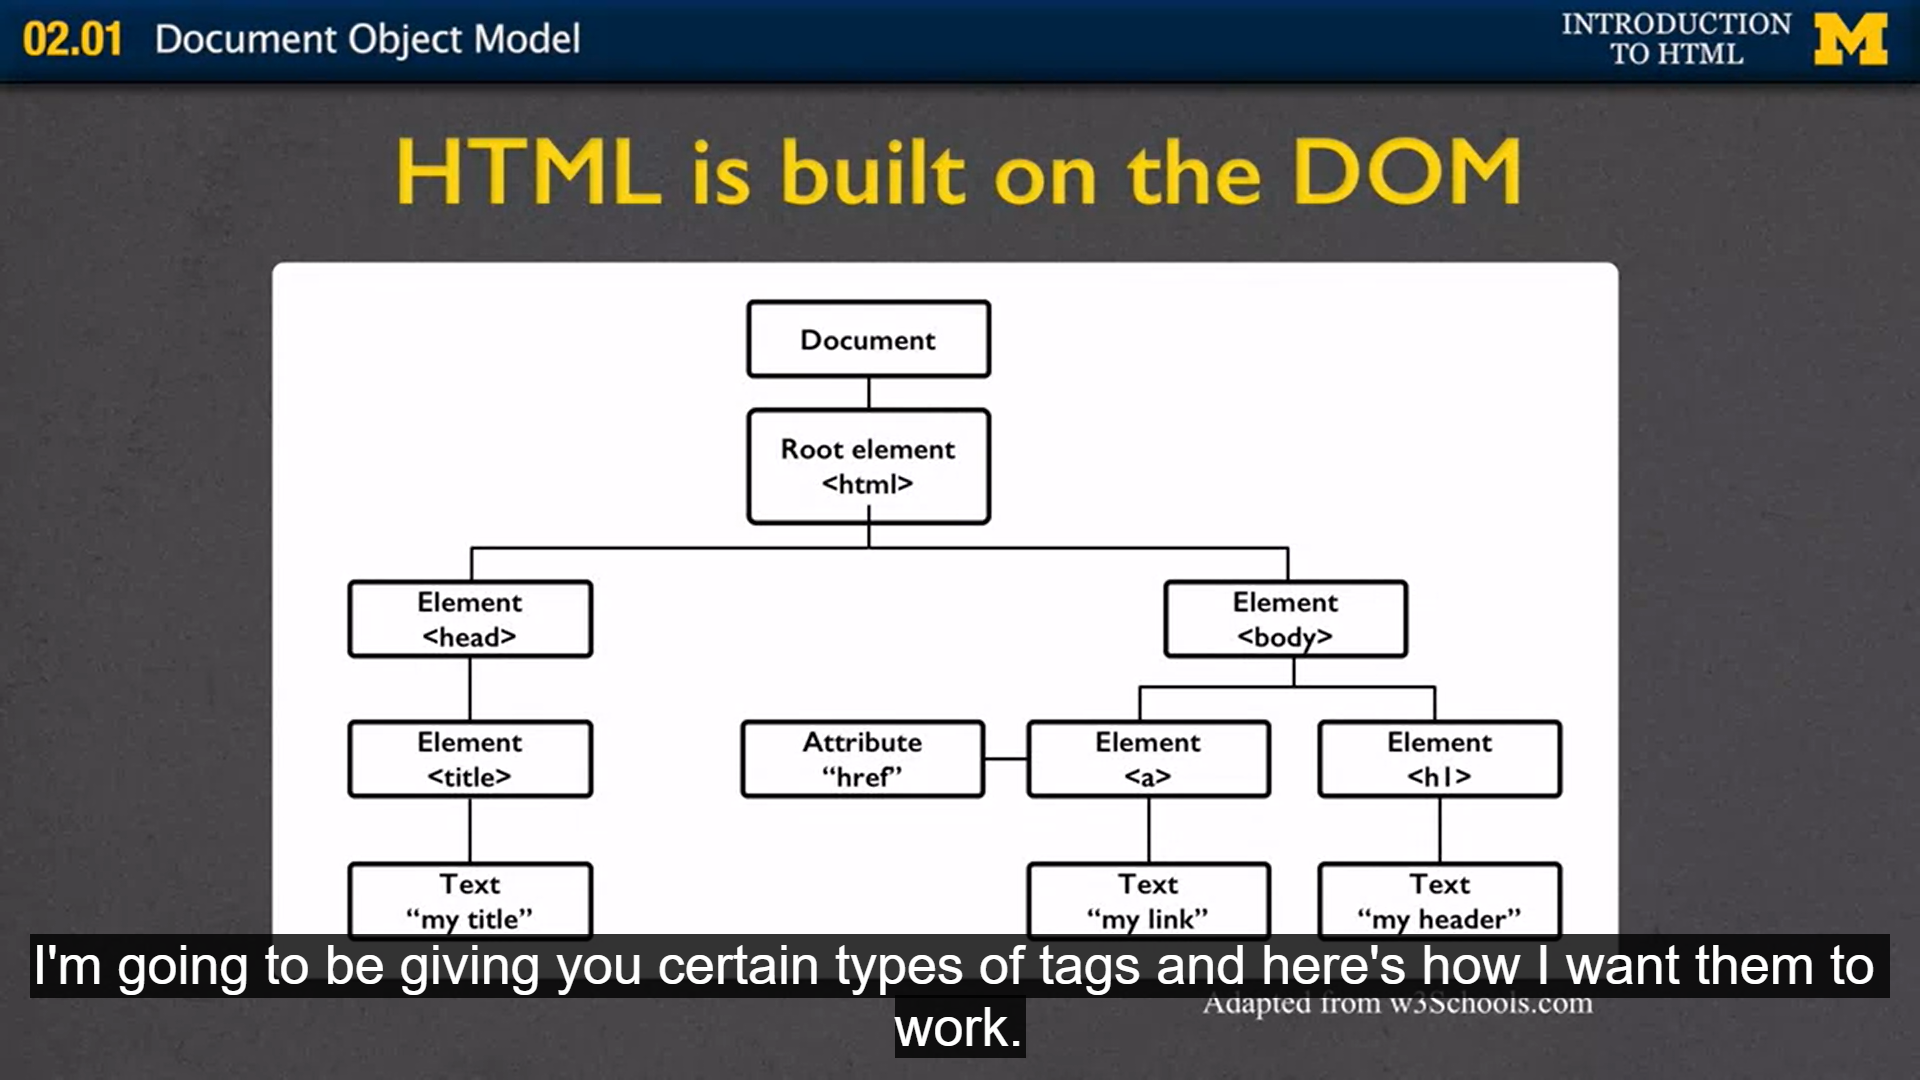 02.01 Document Object Model
INTRODUCTION
TO HTML
M
HTML is built on the DOM
Document
Root element
<html>
Element
<head>
Element
<body>
Element
<title>
Attribute
“href”
Element
<a>
Element
<h1>
Text
“my title”
Text
“my link”
Text
“my header”
I'm going to be giving you certain types of tags and here's how I want them to
work.
Adapted from w3Schools.com